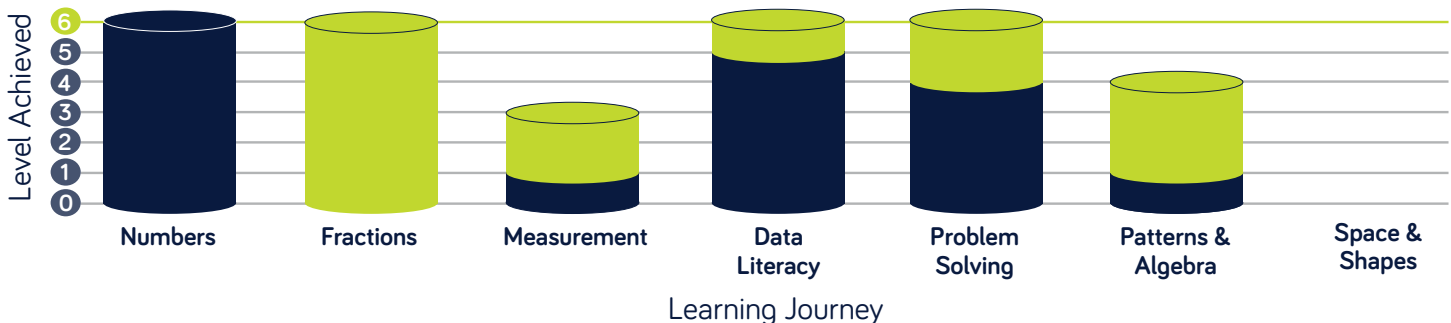 Level Achieved
6
5
4
3
2
1
0
Numbers
Fractions
Measurement
Data
Literacy
Problem
Solving
Patterns &
Algebra
Space &
Shapes
Learning Journey